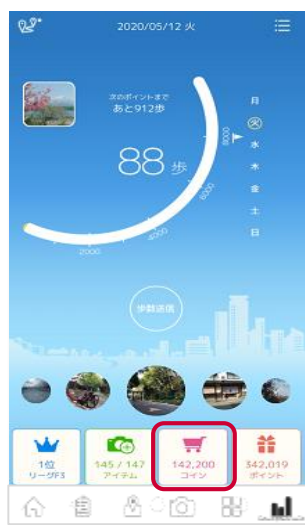 2020/05/12 火
次のポイントまで
あと912歩
88 歩
月
火
水
木
金
土
日
8000
6000
4000
2000
歩数送信
1位
リーグF3
145 / 147
アイテム
142,200
コイン
342,019
ポイント